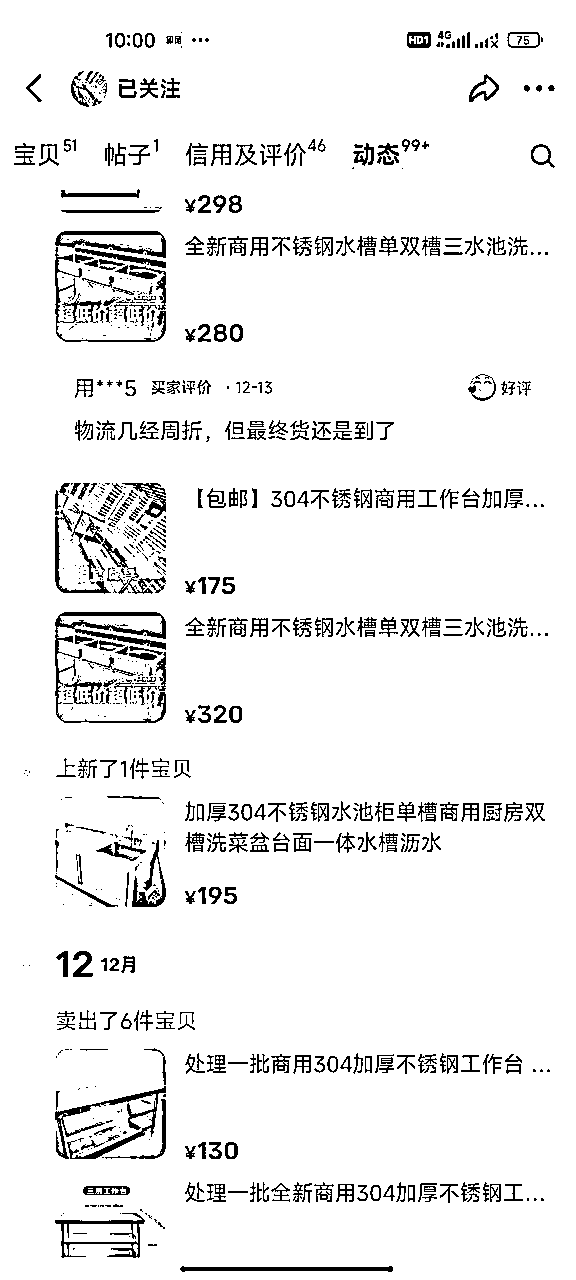 10:00
HD1 4G 75
已关注
宝贝51 帖子1 信用及评价46 动态99+
¥298
全新商用不锈钢水槽单双槽三水池洗...
超低价超低价
¥280
用***5 买家评价 · 12-13 好评
物流几经周折，但最终货还是到了
【包邮】304不锈钢商用工作台加厚...
¥175
全新商用不锈钢水槽单双槽三水池洗...
超低价超低价
¥320
上新了1件宝贝
加厚304不锈钢水池柜单槽商用厨房双
槽洗菜盆台面一体水槽沥水
¥195
12 12月
卖出了6件宝贝
处理一批商用304加厚不锈钢工作台 ...
¥130
处理一批全新商用304加厚不锈钢工...